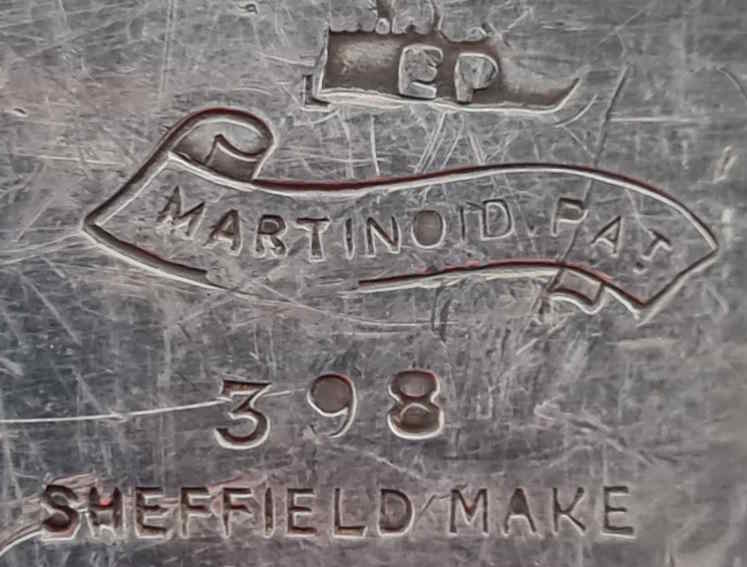 EP
MARTINOID. PAT.
398
SHEFFIELD MAKE